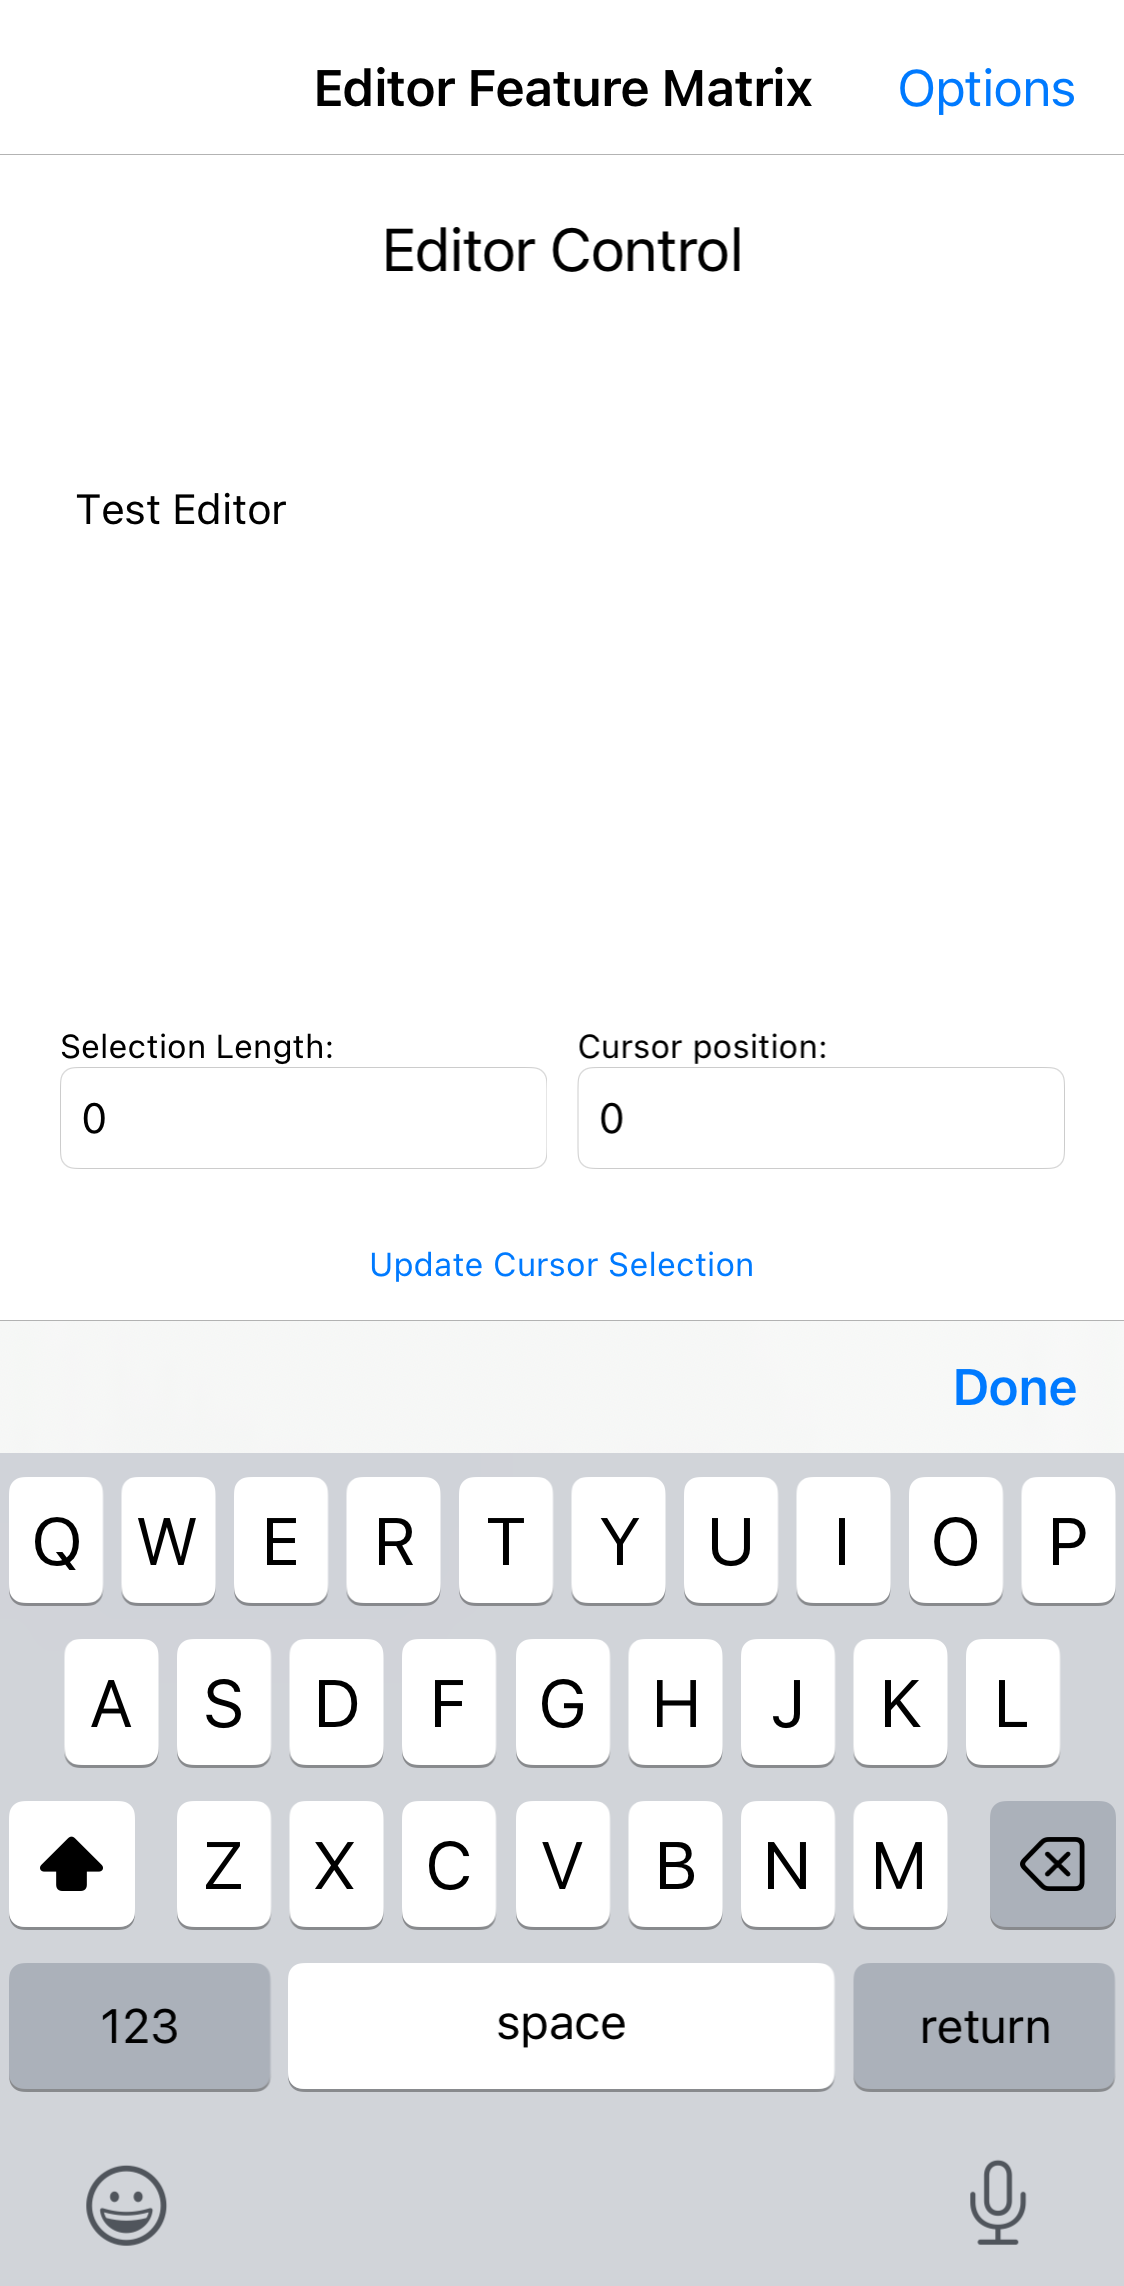 Editor Feature Matrix Options
Editor Control
Test Editor
Selection Length: Cursor position:
0 0
Update Cursor Selection
Done
Q W E R T Y U I O P
A S D F G H J K L
Z X C V B N M
123 space return